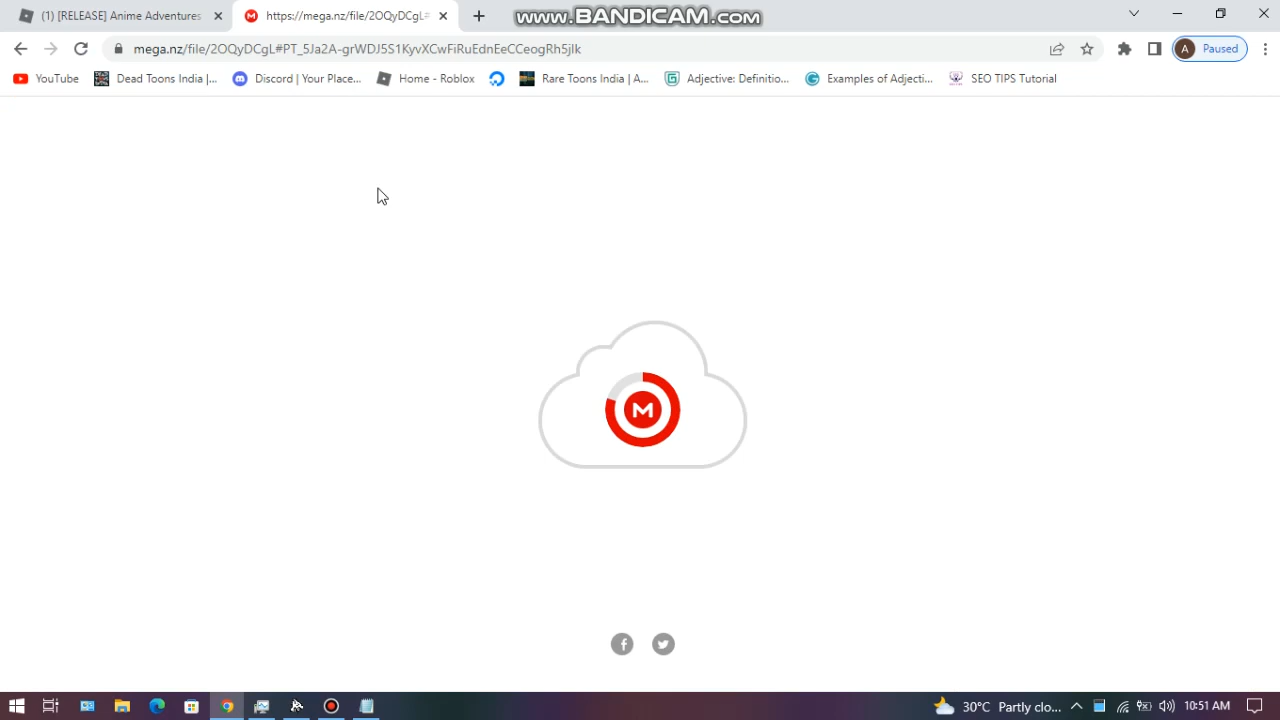 (1) [RELEASE] Anime Adventures
https://mega.nz/file/2OQyDCgL#
www.BANDICAM.com
mega.nz/file/2OQyDCgL#PT_5Ja2A-grWDJ5S1KyvXCwFiRuEdnEeCCeogRh5jIk
A
Paused
YouTube
Dead Toons India |...
Discord | Your Place...
Home - Roblox
Rare Toons India | A...
Adjective: Definitio...
Examples of Adjecti...
SEO TIPS Tutorial
M
30°C Partly clo...
10:51 AM